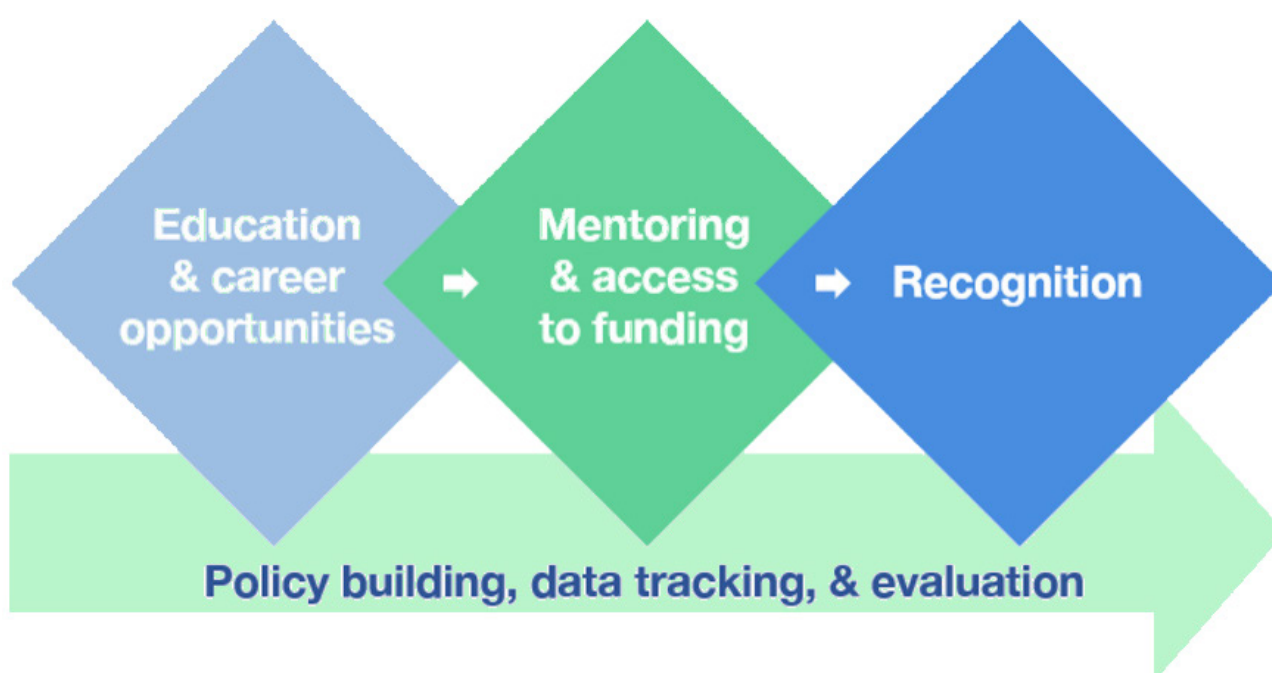 Education
& career
opportunities
Mentoring
& access
to funding
Recognition
Policy building, data tracking, & evaluation